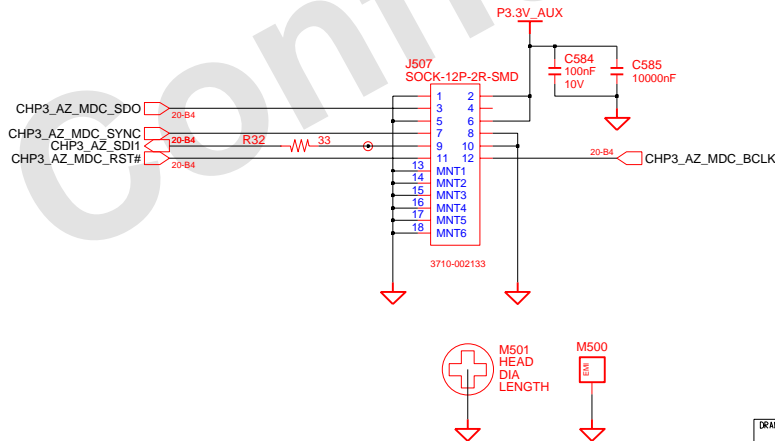 Confi
P3.3V_AUX
J507
SOCK-12P-2R-SMD
C584
100nF
10V
C585
10000nF
1 2
CHP3_AZ_MDC_SDO 20-B4 3 4
5 6
CHP3_AZ_MDC_SYNC 20-B4 7 8
CHP3_AZ_SDI1 20-B4 R32 33 9 10
CHP3_AZ_MDC_RST# 20-B4 11 12 20-B4 CHP3_AZ_MDC_BCLK
13 MNT1
14 MNT2
15 MNT3
16 MNT4
17 MNT5
18 MNT6
3710-002133
M501
HEAD
DIA
LENGTH
M500
EMI